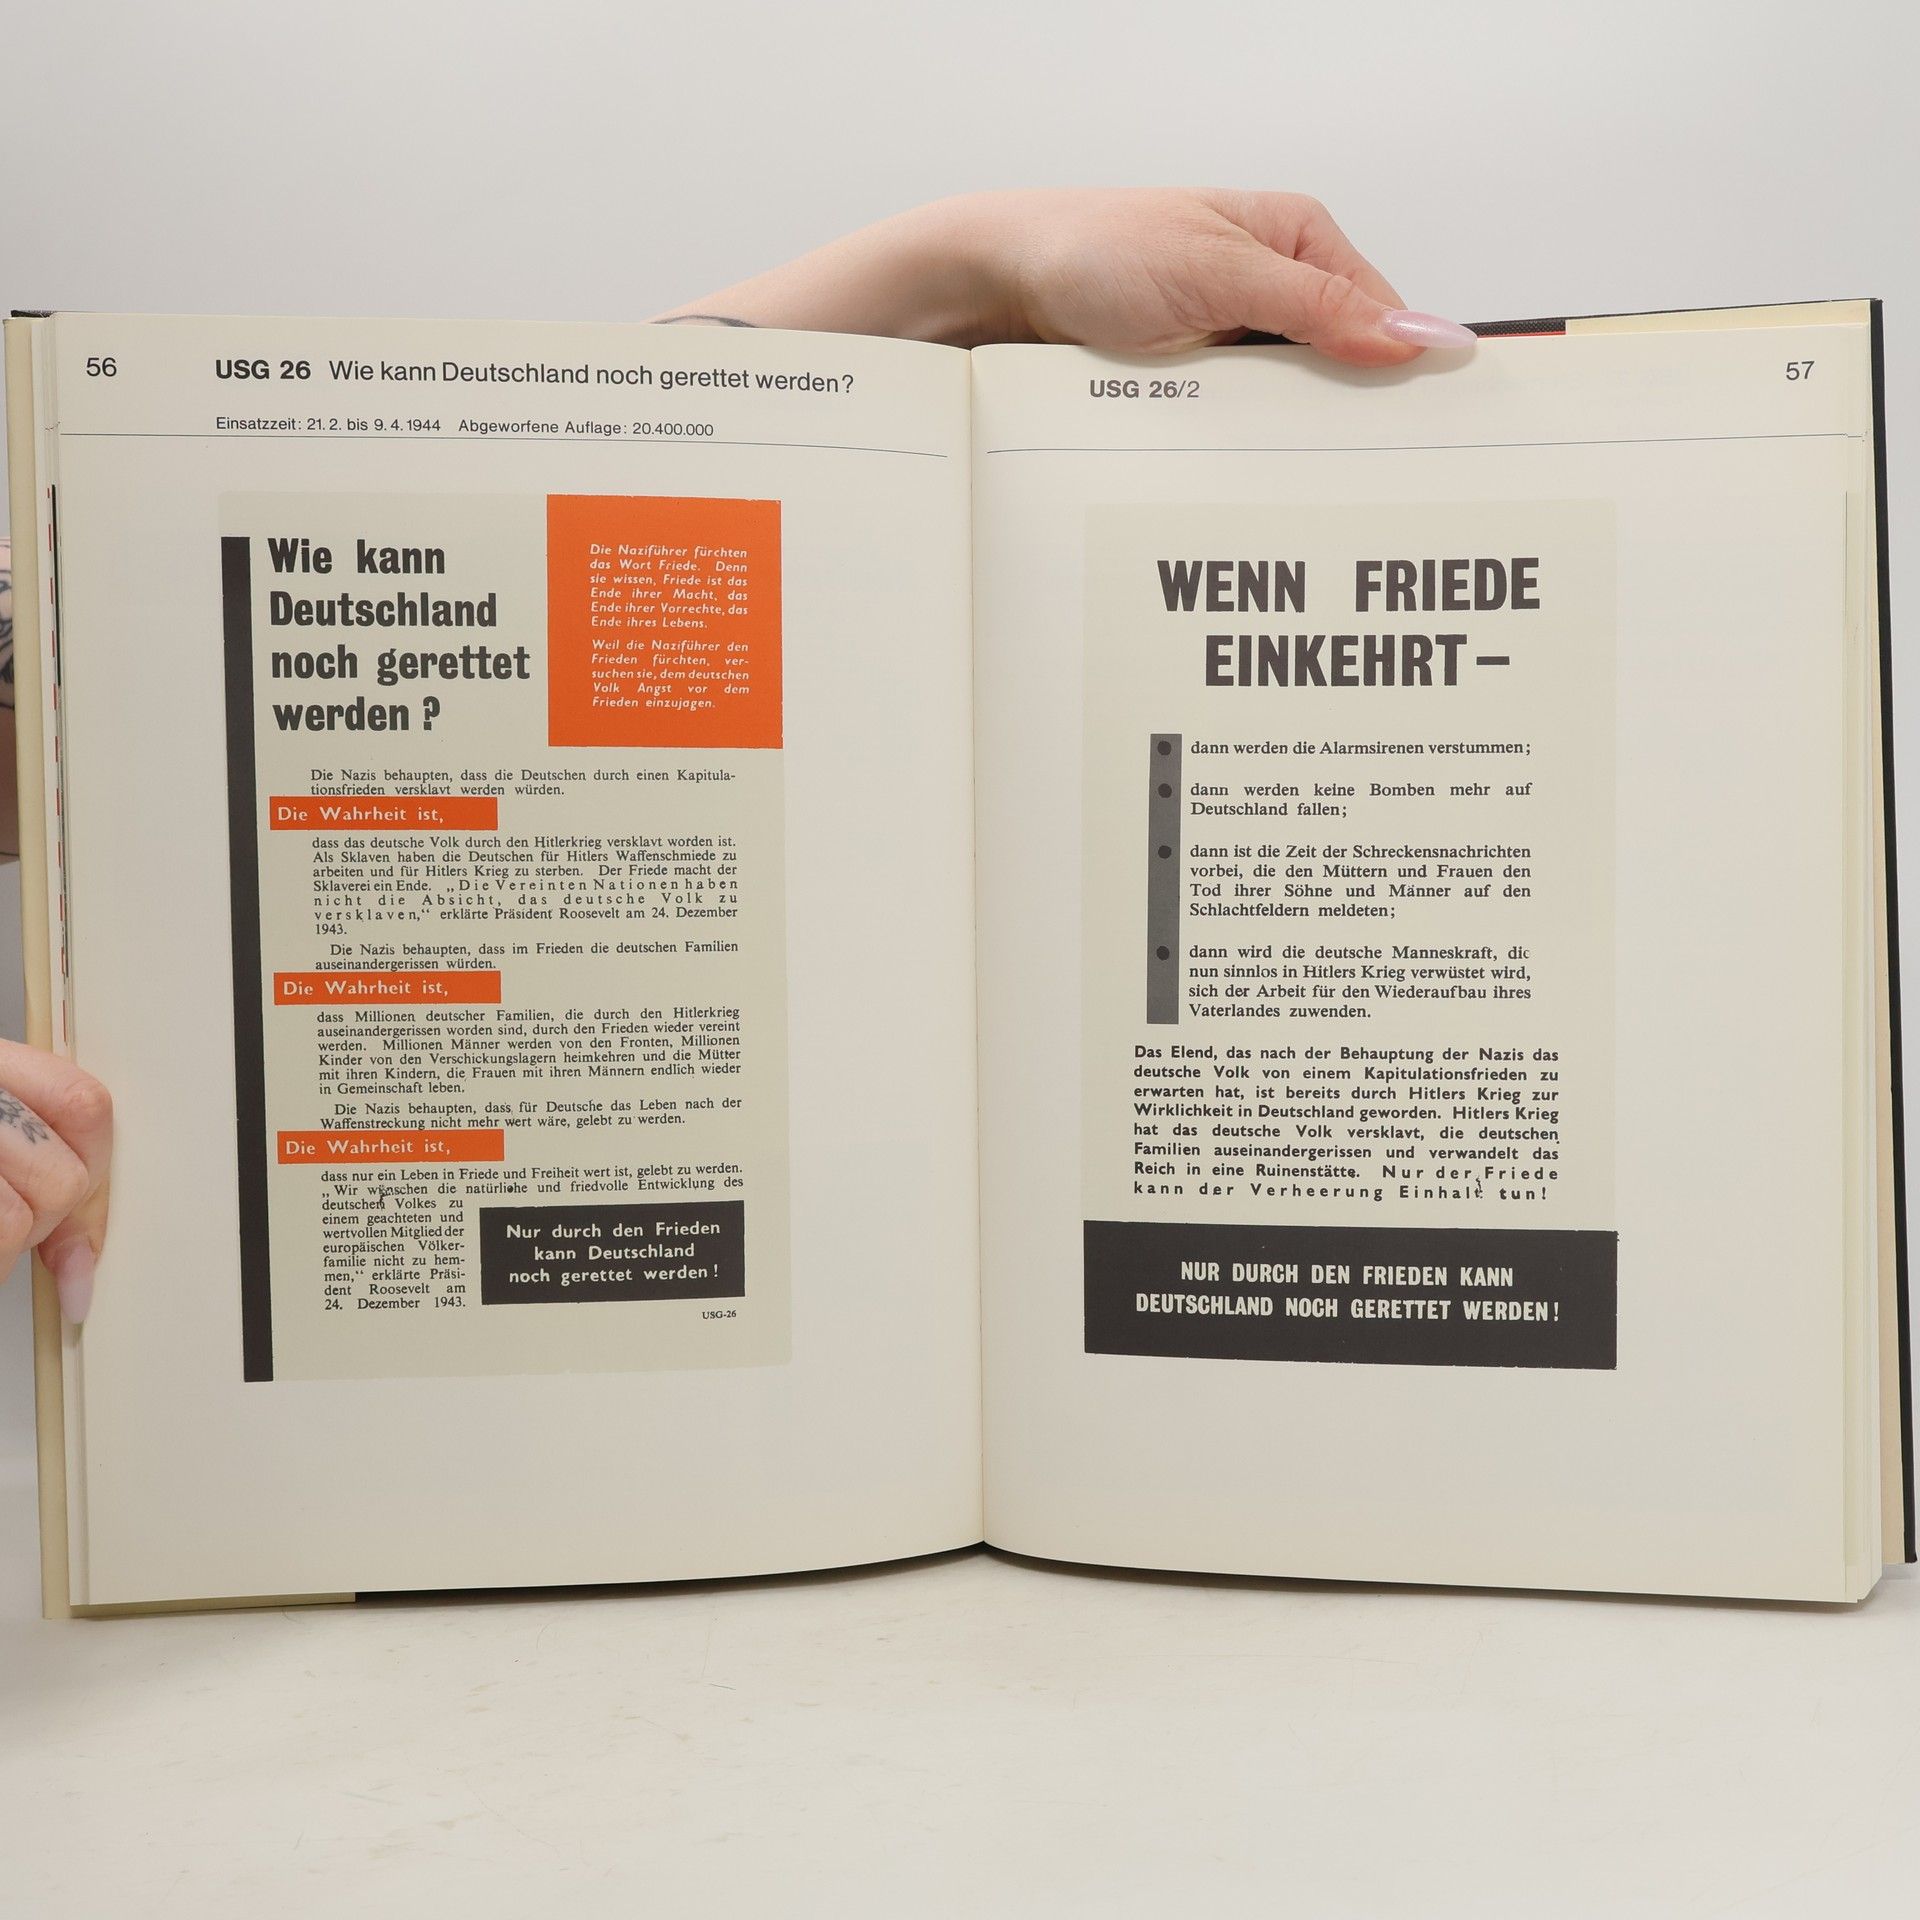 56
USG 26 Wie kann Deutschland noch gerettet werden?
Einsatzzeit: 21. 2. bis 9. 4. 1944 Abgeworfene Auflage: 20.400.000
Wie kann
Deutschland
noch gerettet
werden ?
Die Naziführer fürchten
das Wort Friede. Denn
sie wissen, Friede ist das
Ende ihrer Macht, das
Ende ihrer Vorrechte, das
Ende ihres Lebens.
Weil die Naziführer den
Frieden fürchten, ver-
suchen sie, dem deutschen
Volk Angst vor dem
Frieden einzujagen.
Die Nazis behaupten, dass die Deutschen durch einen Kapitula-
tionsfrieden versklavt werden würden.
Die Wahrheit ist,
dass das deutsche Volk durch den Hitlerkrieg versklavt worden ist.
Als Sklaven haben die Deutschen für Hitlers Waffenschmiede zu
arbeiten und für Hitlers Krieg zu sterben. Der Friede macht der
Sklaverei ein Ende. „Die Vereinten Nationen haben
nicht die Absicht, das deutsche Volk zu
versklaven,“ erklärte Präsident Roosevelt am 24. Dezember
1943.
Die Nazis behaupten, dass im Frieden die deutschen Familien
auseinandergerissen würden.
Die Wahrheit ist,
dass Millionen deutscher Familien, die durch den Hitlerkrieg
auseinandergerissen worden sind, durch den Frieden wieder vereint
werden. Millionen Männer werden von den Fronten, Millionen
Kinder von den Verschickungslagern heimkehren und die Mütter
mit ihren Kindern, die Frauen mit ihren Männern endlich wieder
in Gemeinschaft leben.
Die Nazis behaupten, dass für Deutsche das Leben nach der
Waffenstreckung nicht mehr wert wäre, gelebt zu werden.
Die Wahrheit ist,
dass nur ein Leben in Friede und Freiheit wert ist, gelebt zu werden.
„Wir wünschen die natürliche und friedvolle Entwicklung des
deutschen Volkes zu
einem geachteten und
wertvollen Mitglied der
europäischen Völker-
familie nicht zu hem-
men,“ erklärte Präsi-
dent Roosevelt am
24. Dezember 1943.
Nur durch den Frieden
kann Deutschland
noch gerettet werden !
USG-26
USG 26/2
57
WENN FRIEDE
EINKEHRT –
dann werden die Alarmsirenen verstummen;
dann werden keine Bomben mehr auf
Deutschland fallen;
dann ist die Zeit der Schreckensnachrichten
vorbei, die den Müttern und Frauen den
Tod ihrer Söhne und Männer auf den
Schlachtfeldern meldeten;
dann wird die deutsche Manneskraft, die
nun sinnlos in Hitlers Krieg verwüstet wird,
sich der Arbeit für den Wiederaufbau ihres
Vaterlandes zuwenden.
Das Elend, das nach der Behauptung der Nazis das
deutsche Volk von einem Kapitulationsfrieden zu
erwarten hat, ist bereits durch Hitlers Krieg zur
Wirklichkeit in Deutschland geworden. Hitlers Krieg
hat das deutsche Volk versklavt, die deutschen
Familien auseinandergerissen und verwandelt das
Reich in eine Ruinenstätte. Nur der Friede
kann der Verheerung Einhalt tun!
NUR DURCH DEN FRIEDEN KANN
DEUTSCHLAND NOCH GERETTET WERDEN !